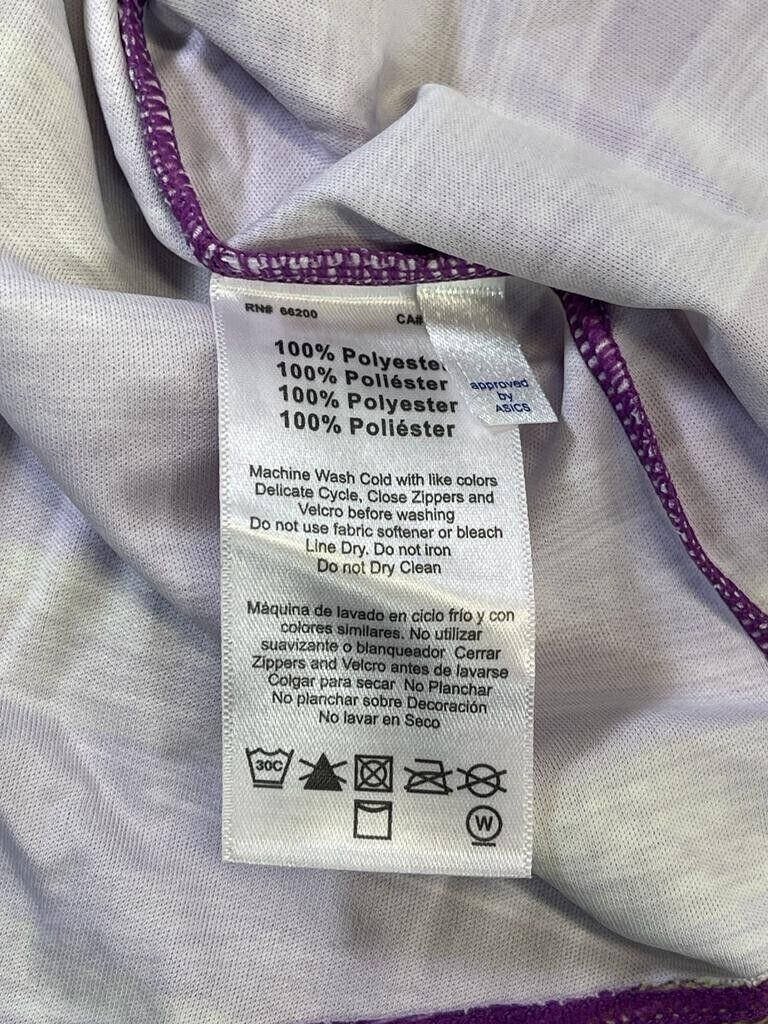 RN# 66200 CA#
100% Polyester
100% Poliéster
100% Polyester
100% Poliéster
approved
by
ASICS
Machine Wash Cold with like colors
Delicate Cycle, Close Zippers and
Velcro before washing
Do not use fabric softener or bleach
Line Dry. Do not iron
Do not Dry Clean
Máquina de lavado en ciclo frío y con
colores similares. No utilizar
suavizante o blanqueador Cerrar
Zippers and Velcro antes de lavarse
Colgar para secar No Planchar
No planchar sobre Decoración
No lavar en Seco
30C
W